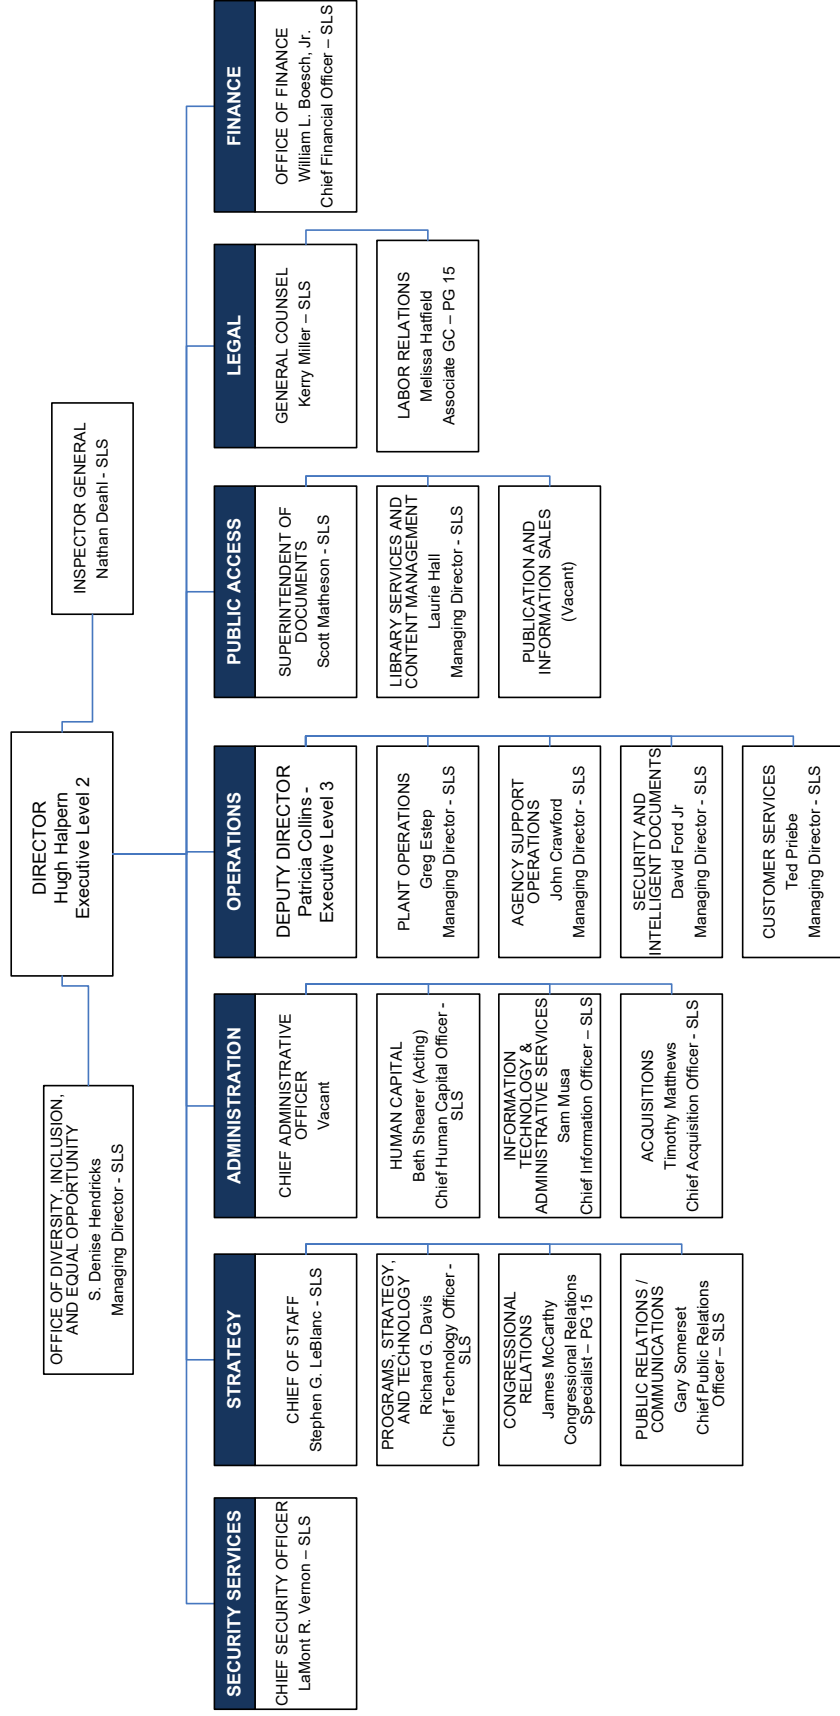 DIRECTOR
Hugh Halpern
Executive Level 2
OFFICE OF DIVERSITY, INCLUSION,
AND EQUAL OPPORTUNITY
S. Denise Hendricks
Managing Director - SLS
INSPECTOR GENERAL
Nathan Deahl - SLS
SECURITY SERVICES
CHIEF SECURITY OFFICER
LaMont R. Vernon – SLS
STRATEGY
CHIEF OF STAFF
Stephen G. LeBlanc - SLS
PROGRAMS, STRATEGY,
AND TECHNOLOGY
Richard G. Davis
Chief Technology Officer -
SLS
CONGRESSIONAL
RELATIONS
James McCarthy
Congressional Relations
Specialist – PG 15
PUBLIC RELATIONS /
COMMUNICATIONS
Gary Somerset
Chief Public Relations
Officer – SLS
ADMINISTRATION
CHIEF ADMINISTRATIVE
OFFICER
Vacant
HUMAN CAPITAL
Beth Shearer (Acting)
Chief Human Capital Officer -
SLS
INFORMATION
TECHNOLOGY &
ADMINISTRATIVE SERVICES
Sam Musa
Chief Information Officer – SLS
ACQUISITIONS
Timothy Matthews
Chief Acquisition Officer - SLS
OPERATIONS
DEPUTY DIRECTOR
Patricia Collins -
Executive Level 3
PLANT OPERATIONS
Greg Estep
Managing Director - SLS
AGENCY SUPPORT
OPERATIONS
John Crawford
Managing Director - SLS
SECURITY AND
INTELLIGENT DOCUMENTS
David Ford Jr
Managing Director - SLS
CUSTOMER SERVICES
Ted Priebe
Managing Director - SLS
PUBLIC ACCESS
SUPERINTENDENT OF
DOCUMENTS
Scott Matheson - SLS
LIBRARY SERVICES AND
CONTENT MANAGEMENT
Laurie Hall
Managing Director - SLS
PUBLICATION AND
INFORMATION SALES
(Vacant)
LEGAL
GENERAL COUNSEL
Kerry Miller – SLS
LABOR RELATIONS
Melissa Hatfield
Associate GC – PG 15
FINANCE
OFFICE OF FINANCE
William L. Boesch, Jr.
Chief Financial Officer – SLS